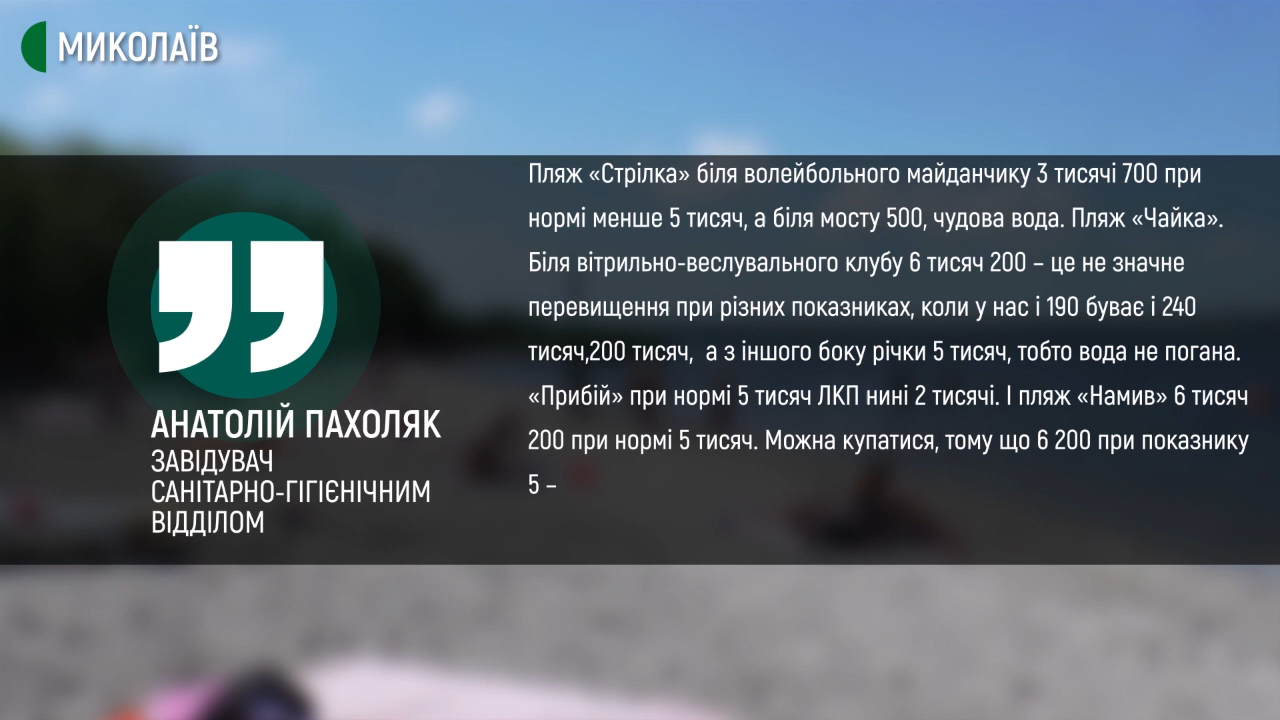 МИКОЛАЇВ
АНАТОЛІЙ ПАХОЛЯК
ЗАВІДУВАЧ
САНІТАРНО-ГІГІЄНІЧНИМ
ВІДДІЛОМ
Пляж «Стрілка» біля волейбольного майданчику 3 тисячі 700 при
нормі менше 5 тисяч, а біля мосту 500, чудова вода. Пляж «Чайка».
Біля вітрильно-веслувального клубу 6 тисяч 200 – це не значне
перевищення при різних показниках, коли у нас і 190 буває і 240
тисяч,200 тисяч,  а з іншого боку річки 5 тисяч, тобто вода не погана.
«Прибій» при нормі 5 тисяч ЛКП нині 2 тисячі. І пляж «Намив» 6 тисяч
200 при нормі 5 тисяч. Можна купатися, тому що 6 200 при показнику
5 –